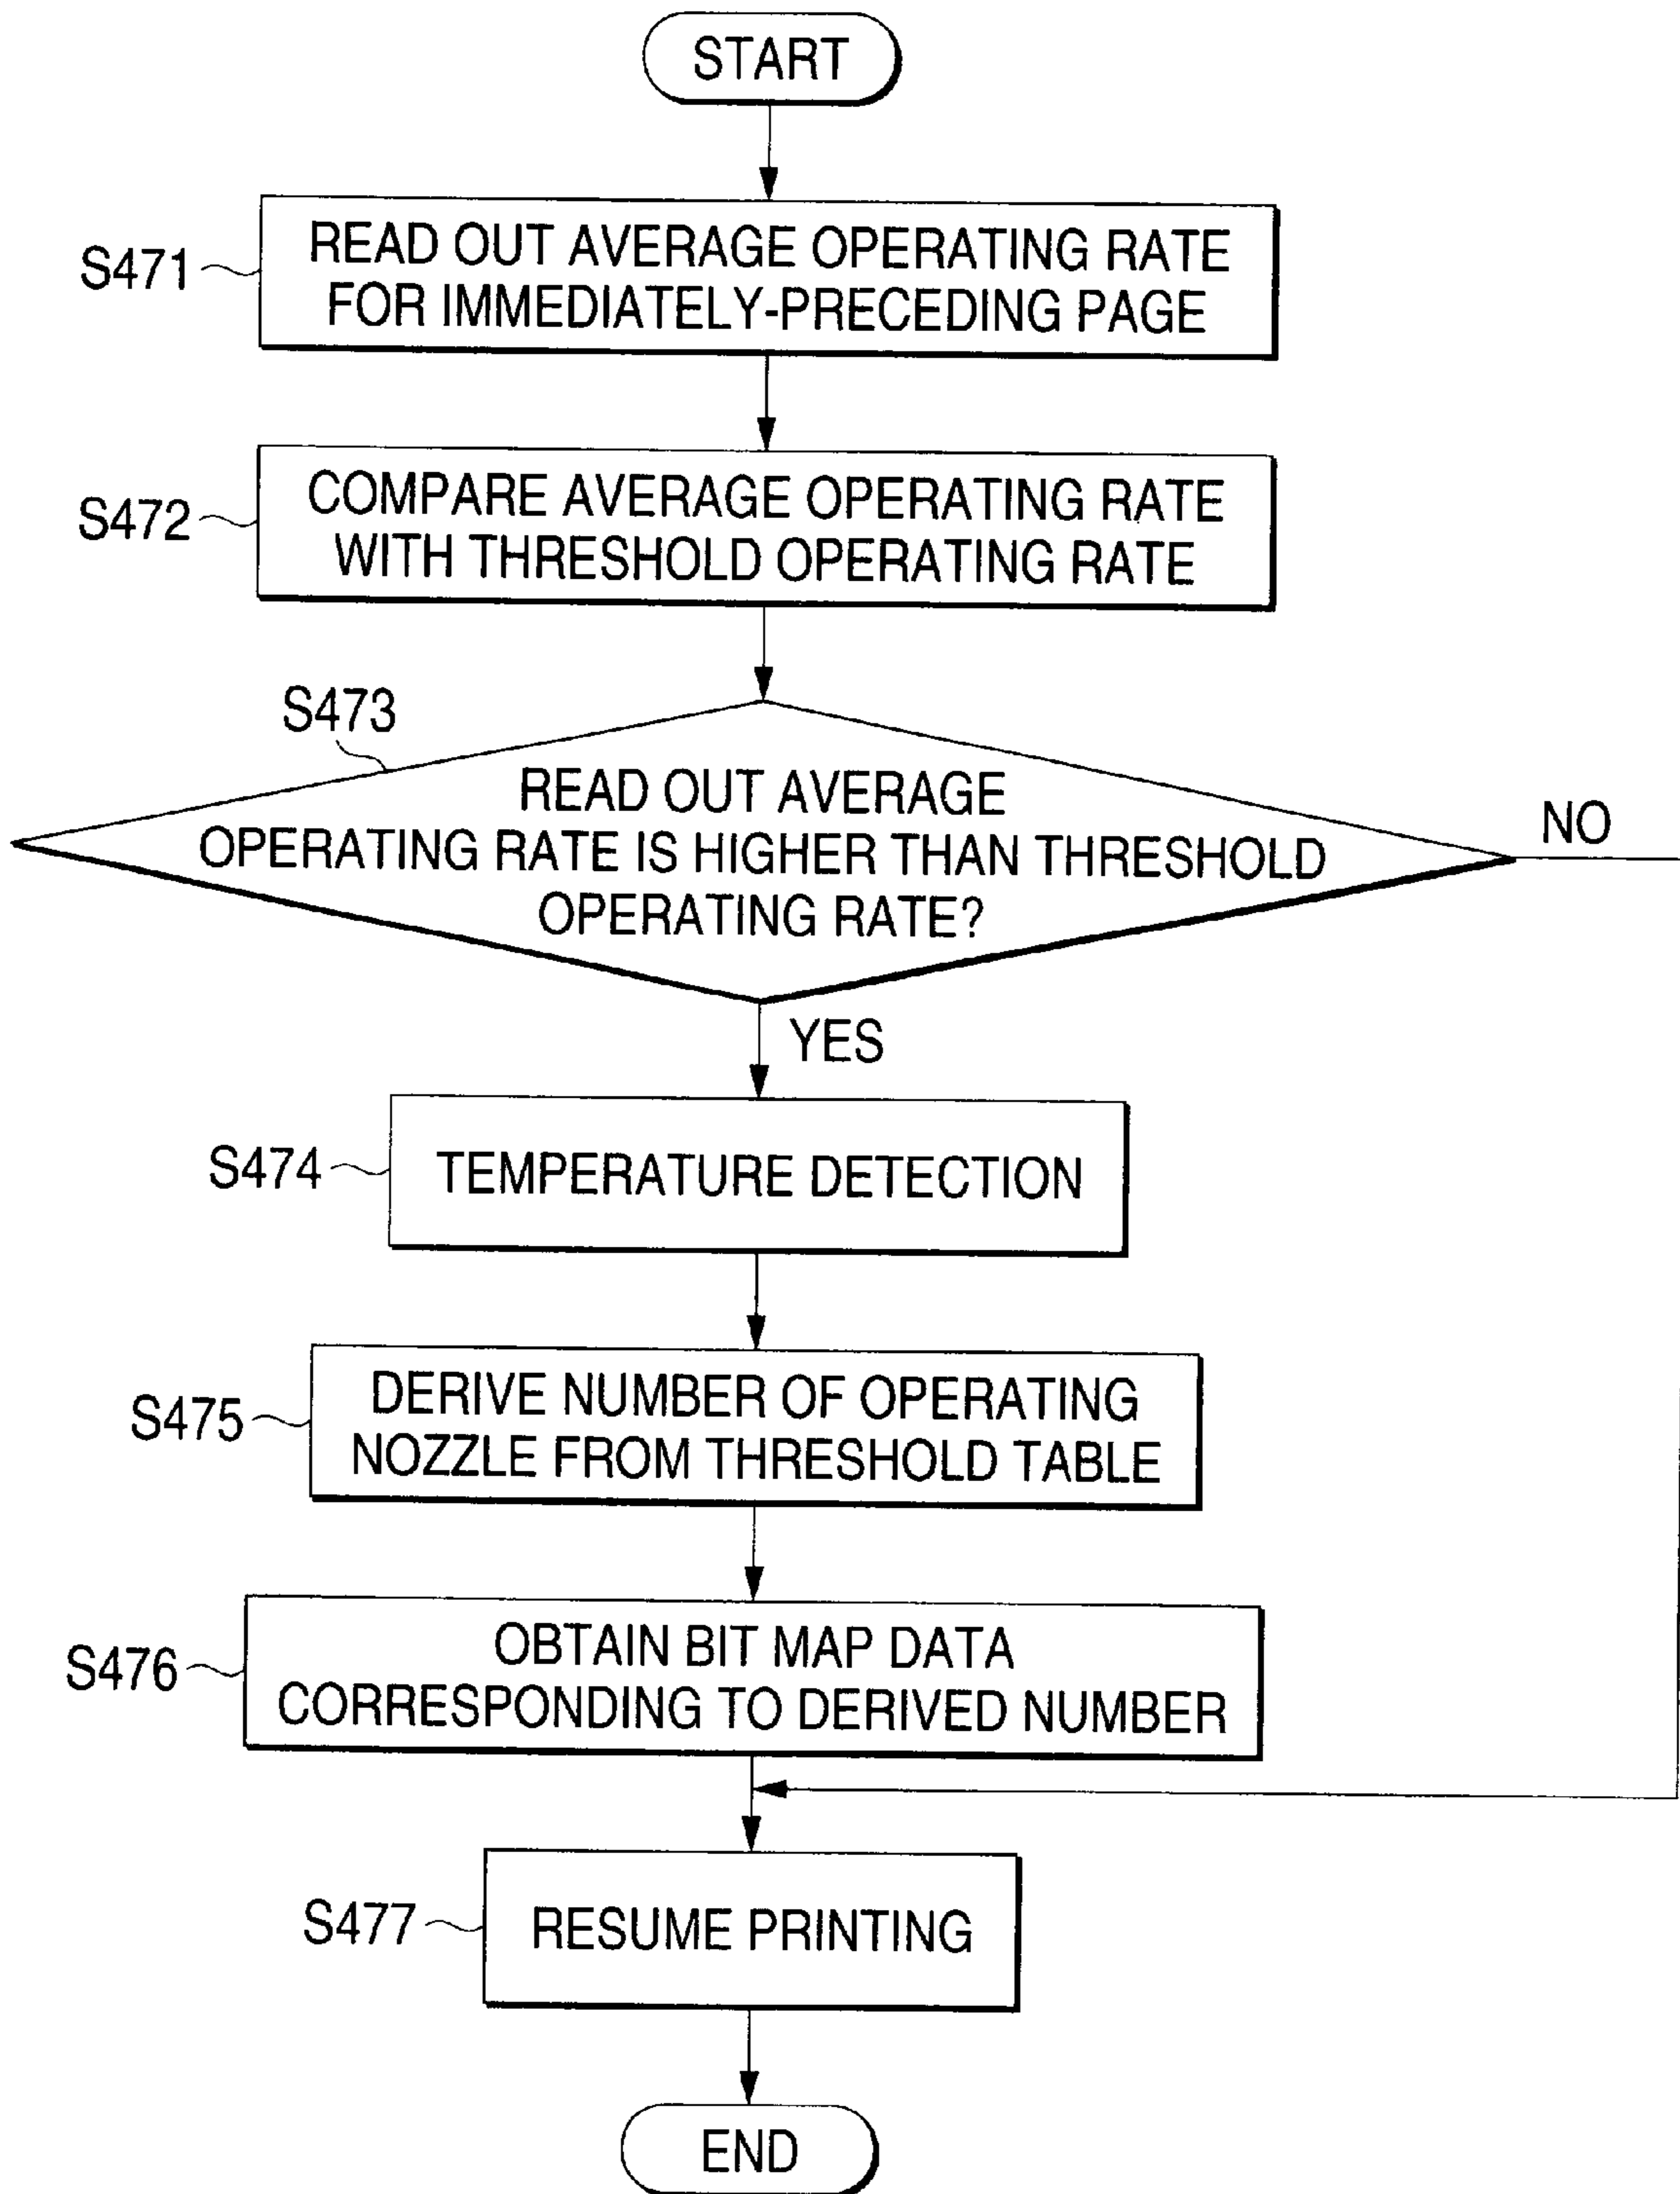 START
S471
READ OUT AVERAGE OPERATING RATE
FOR IMMEDIATELY-PRECEDING PAGE
S472
COMPARE AVERAGE OPERATING RATE
WITH THRESHOLD OPERATING RATE
S473
READ OUT AVERAGE
OPERATING RATE IS HIGHER THAN THRESHOLD
OPERATING RATE?
NO
YES
S474
TEMPERATURE DETECTION
S475
DERIVE NUMBER OF OPERATING
NOZZLE FROM THRESHOLD TABLE
S476
OBTAIN BIT MAP DATA
CORRESPONDING TO DERIVED NUMBER
S477
RESUME PRINTING
END